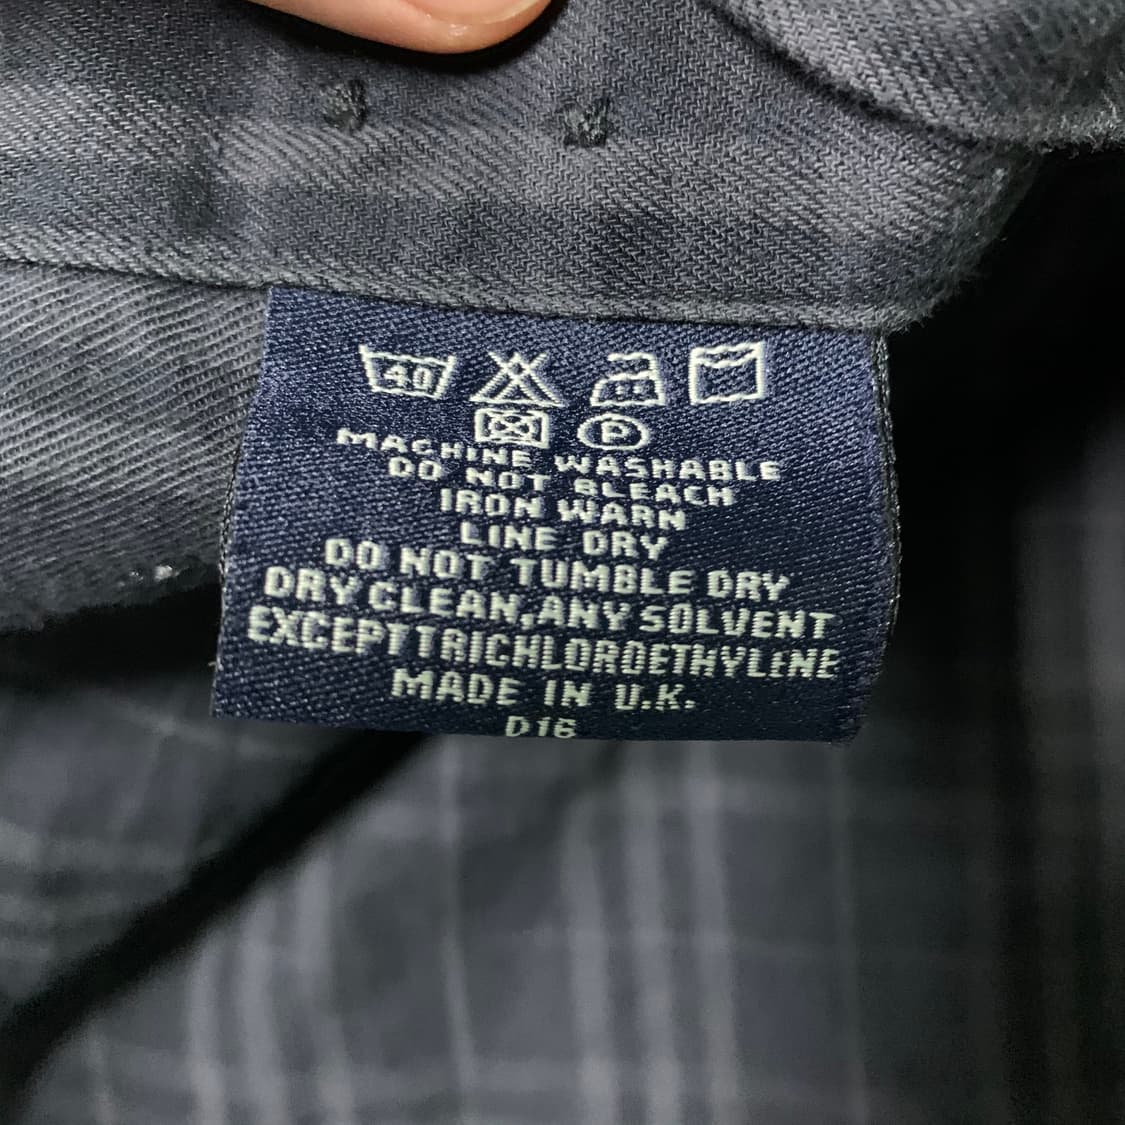 40
P
MACHINE WASHABLE
DO NOT BLEACH
IRON WARN
LINE DRY
DO NOT TUMBLE DRY
DRY CLEAN, ANY SOLVENT
EXCEPT TRICHLOROETHYLENE
MADE IN U.K.
D16